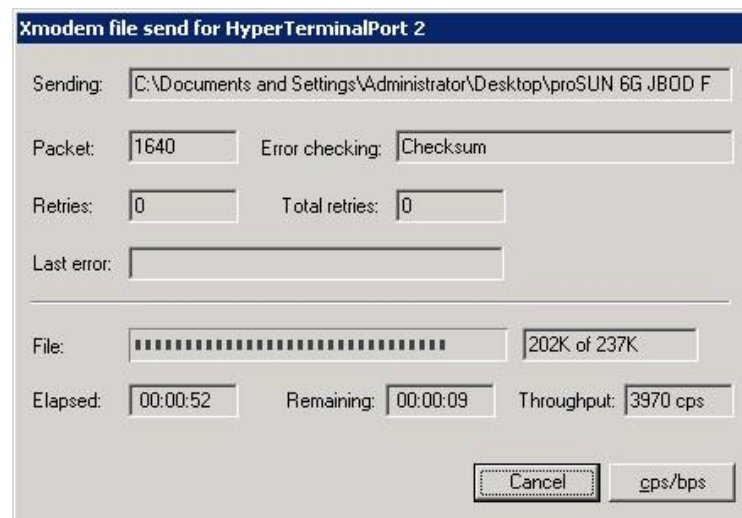 Xmodem file send for HyperTerminalPort 2
Sending: C:\Documents and Settings\Administrator\Desktop\proSUN 6G JBOD F
Packet: 1640 Error checking: Checksum
Retries: 0 Total retries: 0
Last error:
File: 202K of 237K
Elapsed: 00:00:52 Remaining: 00:00:09 Throughput: 3970 cps
Cancel cps/bps